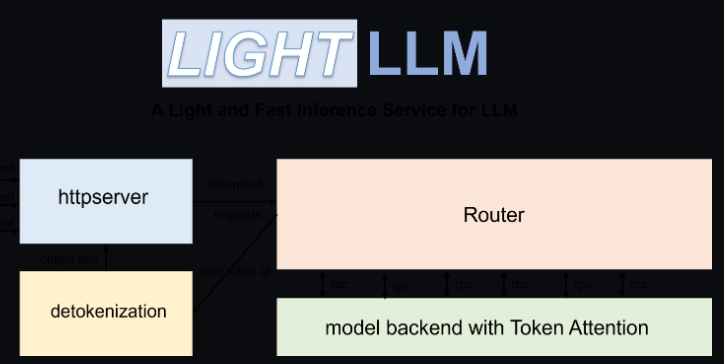 LIGHT LLM
A Light and Fast Inference Service for LLM
httpserver
tokenized
requests
Router
output text
next token id
detokenization
rpc rpc rpc rpc rpc rpc
model backend with Token Attention